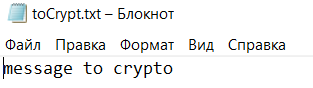 toCrypt.txt – Блокнот
Файл Правка Формат Вид Справка
message to crypto